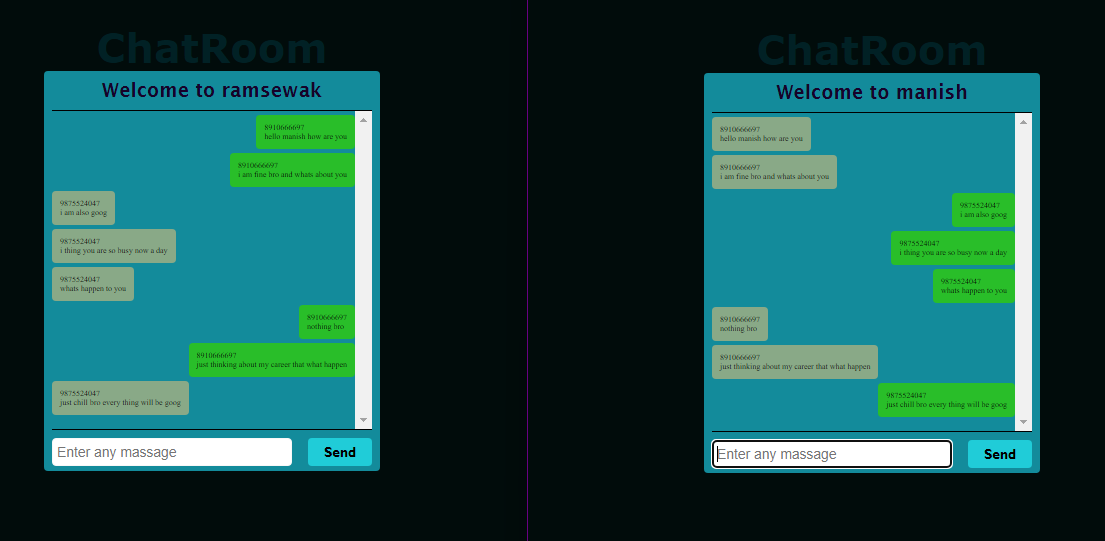 ChatRoom
Welcome to ramsewak
8910666697
hello manish how are you
8910666697
i am fine bro and whats about you
9875524047
i am also goog
9875524047
i thing you are so busy now a day
9875524047
whats happen to you
8910666697
nothing bro
8910666697
just thinking about my career that what happen
9875524047
just chill bro every thing will be goog
Enter any massage
Send
ChatRoom
Welcome to manish
8910666697
hello manish how are you
8910666697
i am fine bro and whats about you
9875524047
i am also goog
9875524047
i thing you are so busy now a day
9875524047
whats happen to you
8910666697
nothing bro
8910666697
just thinking about my career that what happen
9875524047
just chill bro every thing will be goog
Enter any massage
Send